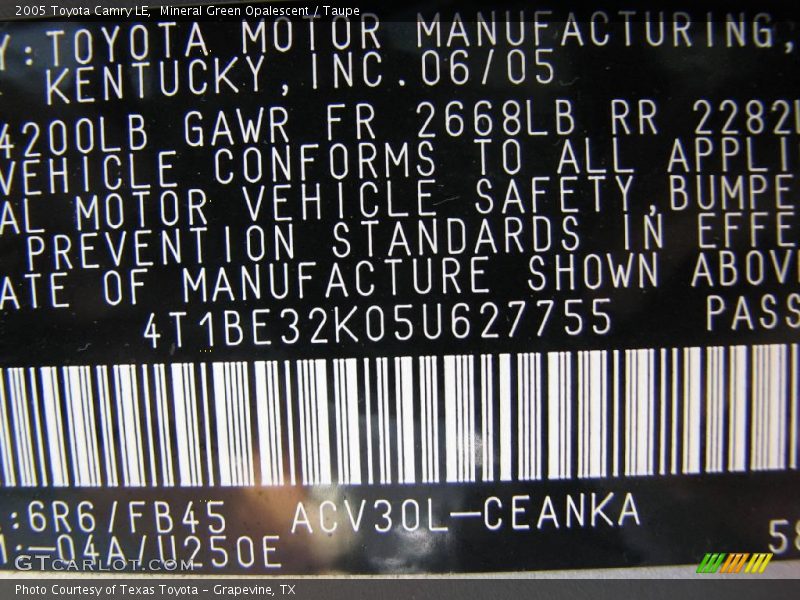 2005 Toyota Camry LE, Mineral Green Opalescent / Taupe
Y:TOYOTA MOTOR MANUFACTURING,
KENTUCKY,INC.06/05
4200LB GAWR FR 2668LB RR 2282L
VEHICLE CONFORMS TO ALL APPLI
AL MOTOR VEHICLE SAFETY,BUMPE
PREVENTION STANDARDS IN EFFE
ATE OF MANUFACTURE SHOWN ABOV
4T1BE32K05U627755 PASS
:6R6/FB45 ACV30L-CEANKA
:-04A/U250E 58
GTCARLOT.COM
Photo Courtesy of Texas Toyota - Grapevine, TX